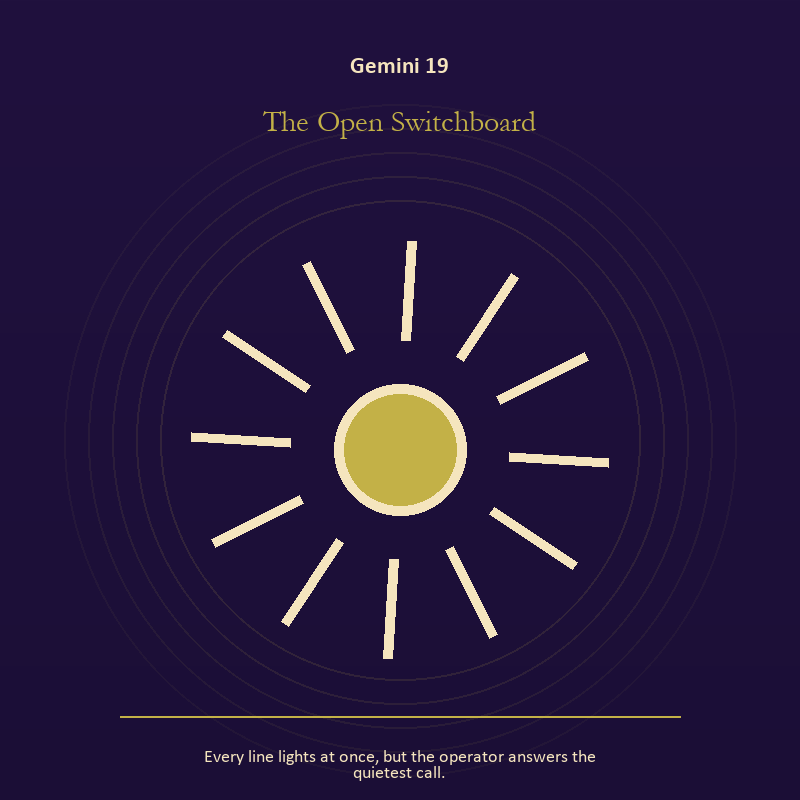 Gemini 19
The Open Switchboard
Every line lights at once, but the operator answers the
quietest call.